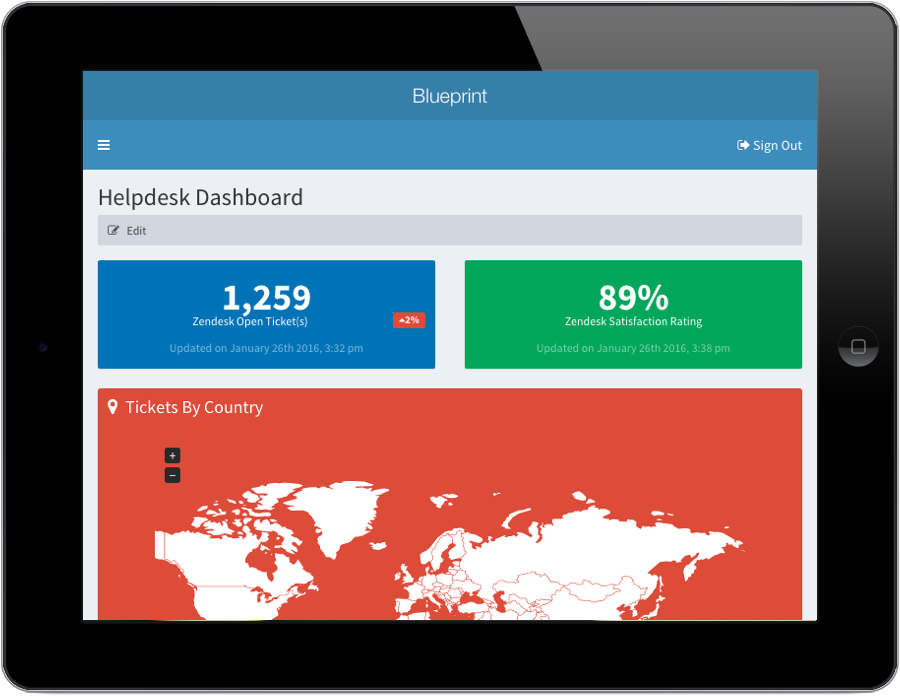 Blueprint
Sign Out
Helpdesk Dashboard
Edit
1,259
Zendesk Open Ticket(s)
2%
Updated on January 26th 2016, 3:32 pm
89%
Zendesk Satisfaction Rating
Updated on January 26th 2016, 3:38 pm
Tickets By Country
+
−